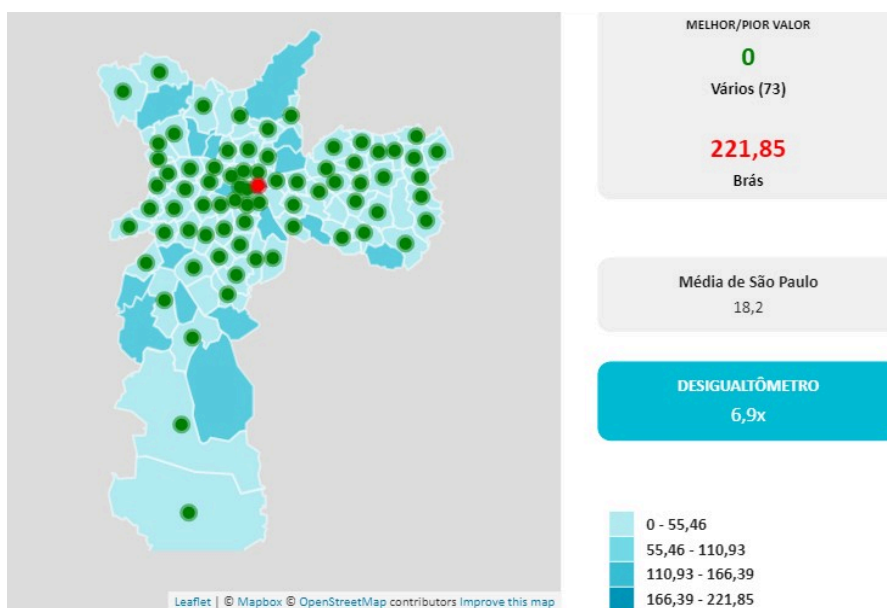 MELHOR/PIOR VALOR
0
Vários (73)
221,85
Brás
Média de São Paulo
18,2
DESIGUALTÔMETRO
6,9x
0 - 55,46
55,46 - 110,93
110,93 - 166,39
166,39 - 221,85
Leaflet | © Mapbox © OpenStreetMap contributors Improve this map